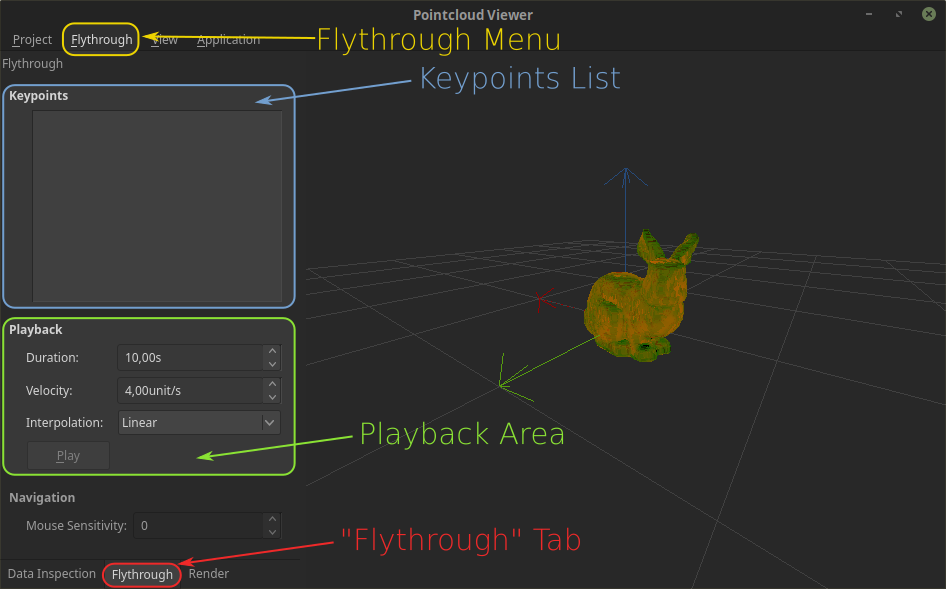 Pointcloud Viewer
Project Flythrough View Application
Flythrough Menu
Flythrough
Keypoints List
Keypoints
Playback
Duration: 10,00s
Velocity: 4,00unit/s
Interpolation: Linear
Playback Area
Play
Navigation
Mouse Sensitivity: 0
"Flythrough" Tab
Data Inspection Flythrough Render